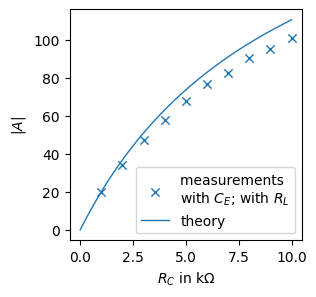 100
80
60
40
20
0
|A|
measurements
with C_E; with R_L
theory
0.0 2.5 5.0 7.5 10.0
R_C in kΩ